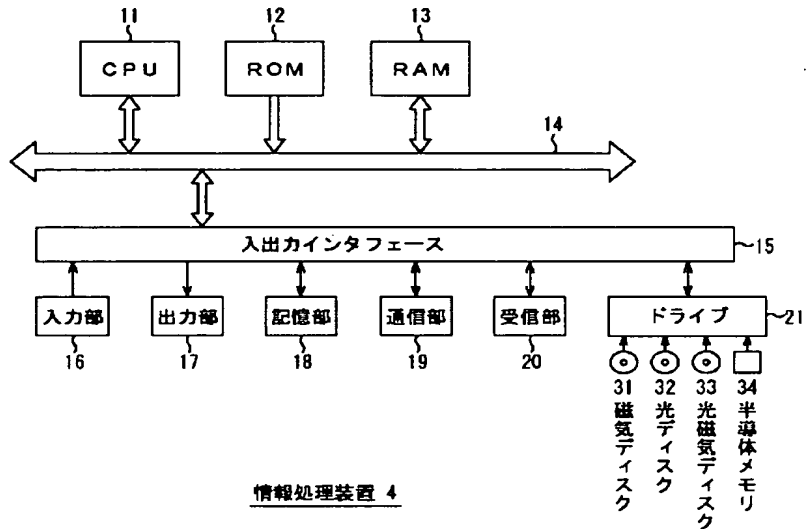 11 12 13
CPU ROM RAM
14
入出力インタフェース 15
入力部 出力部 記憶部 通信部 受信部 ドライブ 21
16 17 18 19 20
31 32 33 34
磁気ディスク 光ディスク 光磁気ディスク 半導体メモリ
情報処理装置 4